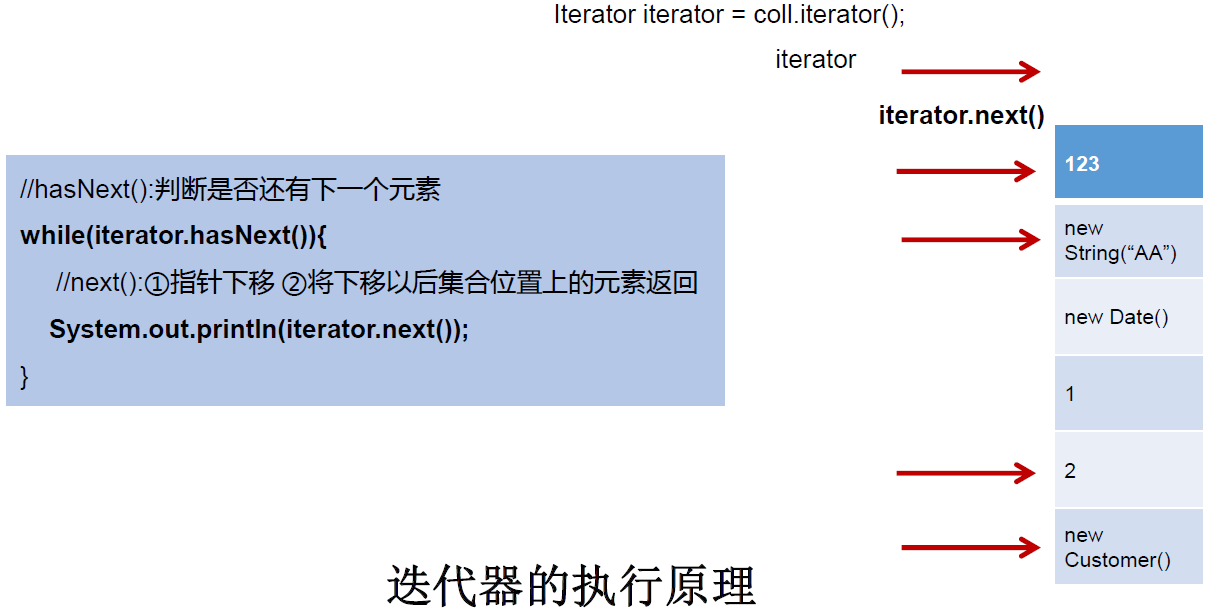 Iterator iterator = coll.iterator();
iterator
iterator.next()
//hasNext():判断是否还有下一个元素
while(iterator.hasNext()){
//next():①指针下移 ②将下移以后集合位置上的元素返回
System.out.println(iterator.next());
}
123
new
String(“AA”)
new Date()
1
2
new
Customer()
迭代器的执行原理